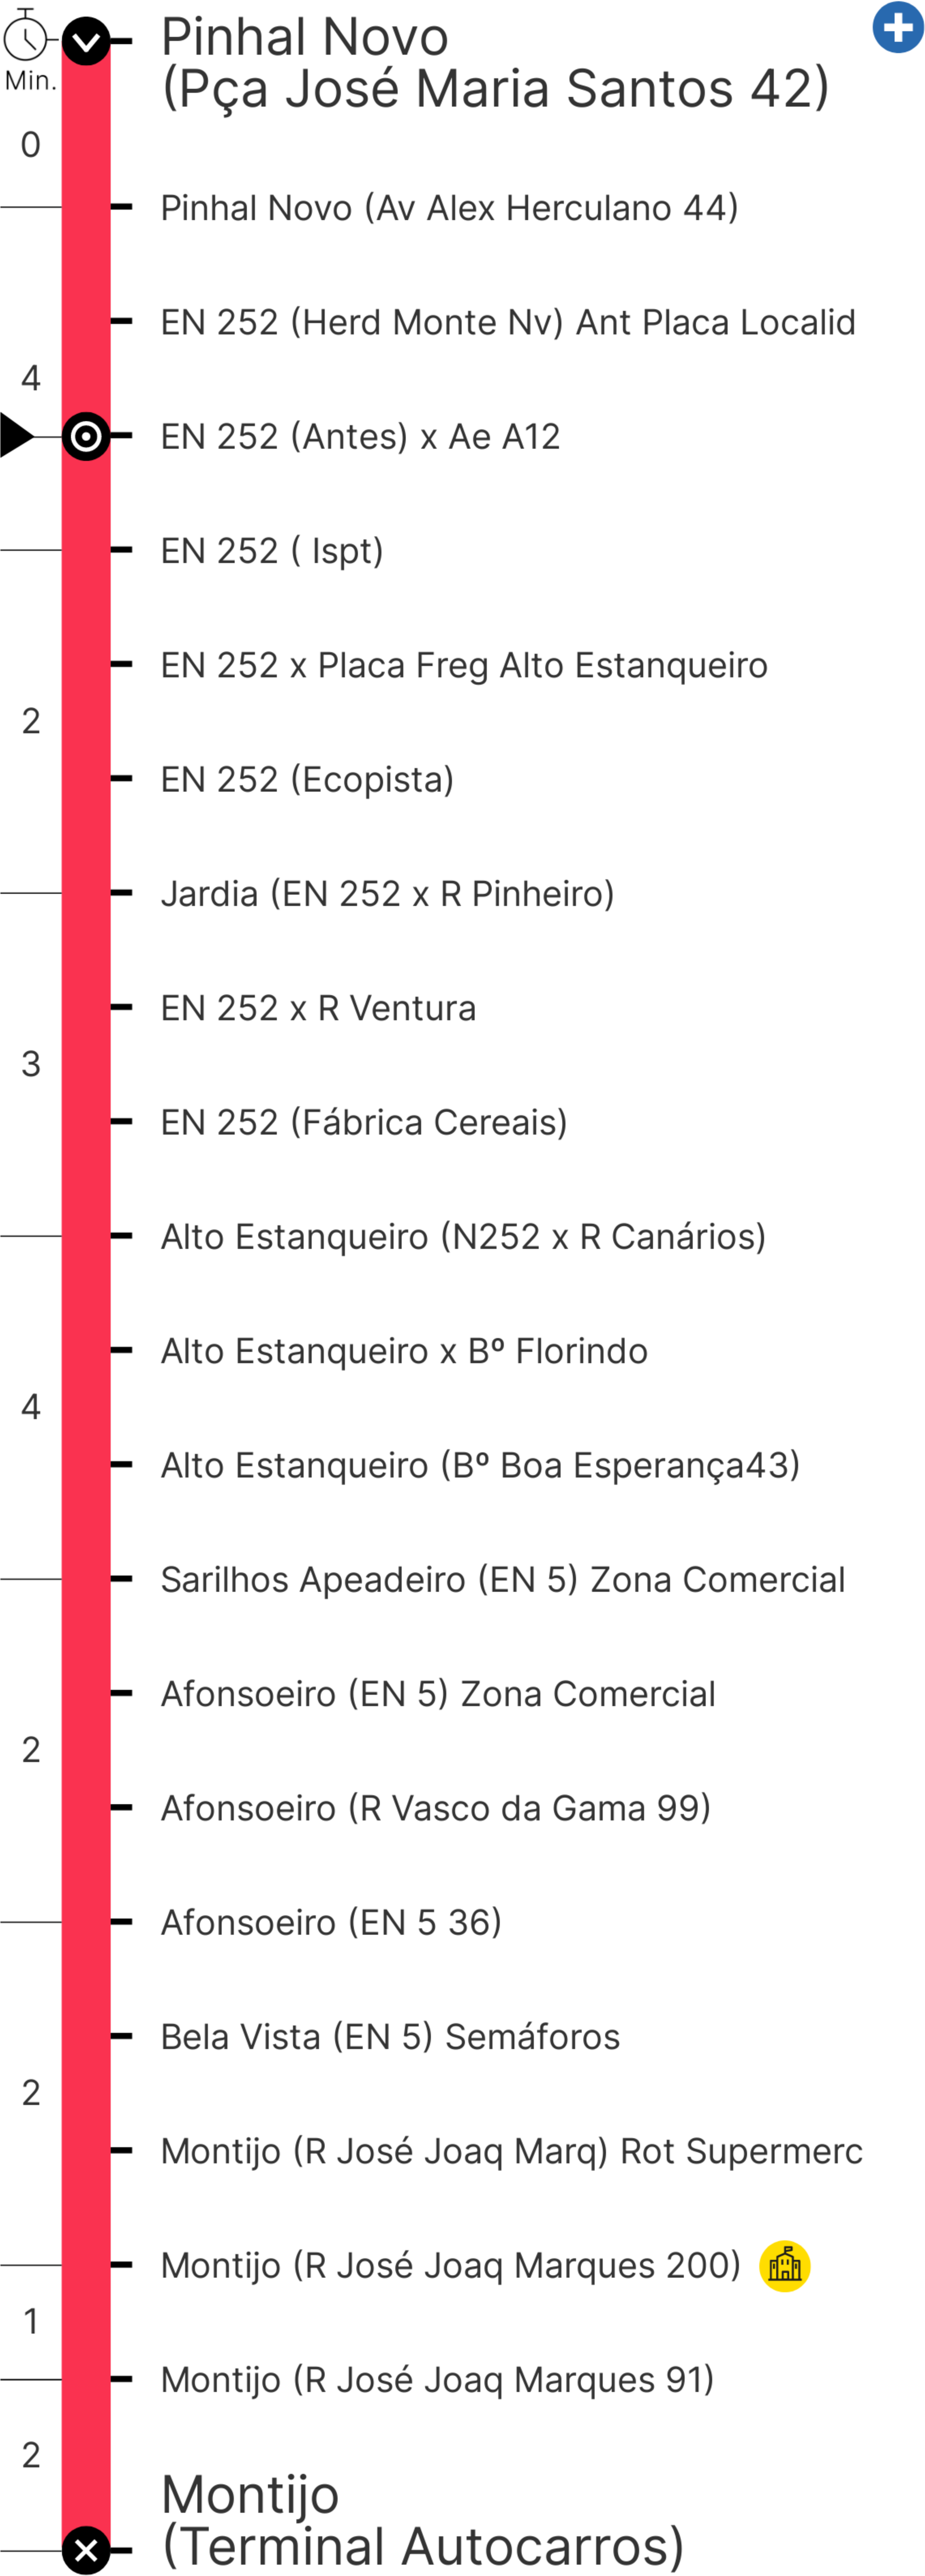 Pinhal Novo
(Pça José Maria Santos 42)
Min.
0
Pinhal Novo (Av Alex Herculano 44)
EN 252 (Herd Monte Nv) Ant Placa Localid
4
EN 252 (Antes) x Ae A12
EN 252 ( Ispt)
EN 252 x Placa Freg Alto Estanqueiro
2
EN 252 (Ecopista)
Jardia (EN 252 x R Pinheiro)
EN 252 x R Ventura
3
EN 252 (Fábrica Cereais)
Alto Estanqueiro (N252 x R Canários)
Alto Estanqueiro x Bº Florindo
4
Alto Estanqueiro (Bº Boa Esperança43)
Sarilhos Apeadeiro (EN 5) Zona Comercial
Afonsoeiro (EN 5) Zona Comercial
2
Afonsoeiro (R Vasco da Gama 99)
Afonsoeiro (EN 5 36)
Bela Vista (EN 5) Semáforos
2
Montijo (R José Joaq Marq) Rot Supermerc
Montijo (R José Joaq Marques 200)
1
Montijo (R José Joaq Marques 91)
2
Montijo
(Terminal Autocarros)